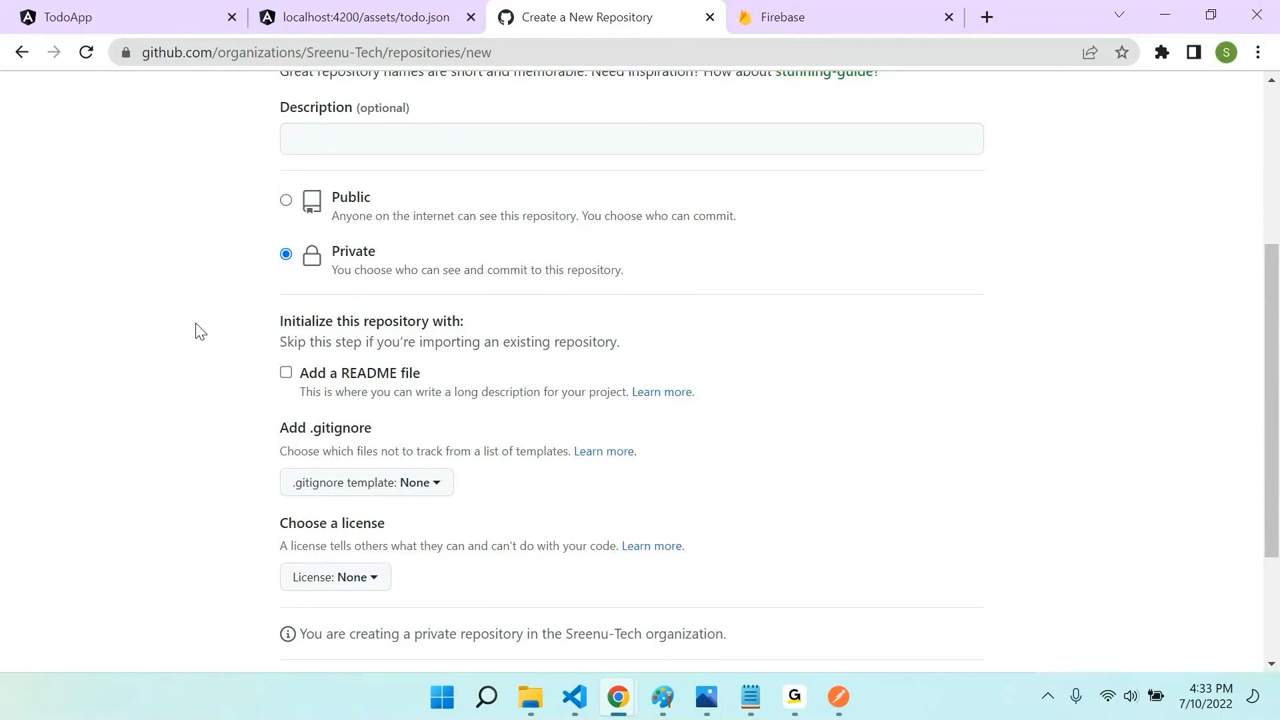 TodoApp
localhost:4200/assets/todo.json
Create a New Repository
Firebase
github.com/organizations/Sreenu-Tech/repositories/new
S
Great repository names are short and memorable. Need inspiration? How about stunning-guide?
Description (optional)
Public
Anyone on the internet can see this repository. You choose who can commit.
Private
You choose who can see and commit to this repository.
Initialize this repository with:
Skip this step if you're importing an existing repository.
Add a README file
This is where you can write a long description for your project. Learn more.
Add .gitignore
Choose which files not to track from a list of templates. Learn more.
.gitignore template: None
Choose a license
A license tells others what they can and can't do with your code. Learn more.
License: None
You are creating a private repository in the Sreenu-Tech organization.
G
4:33 PM
7/10/2022